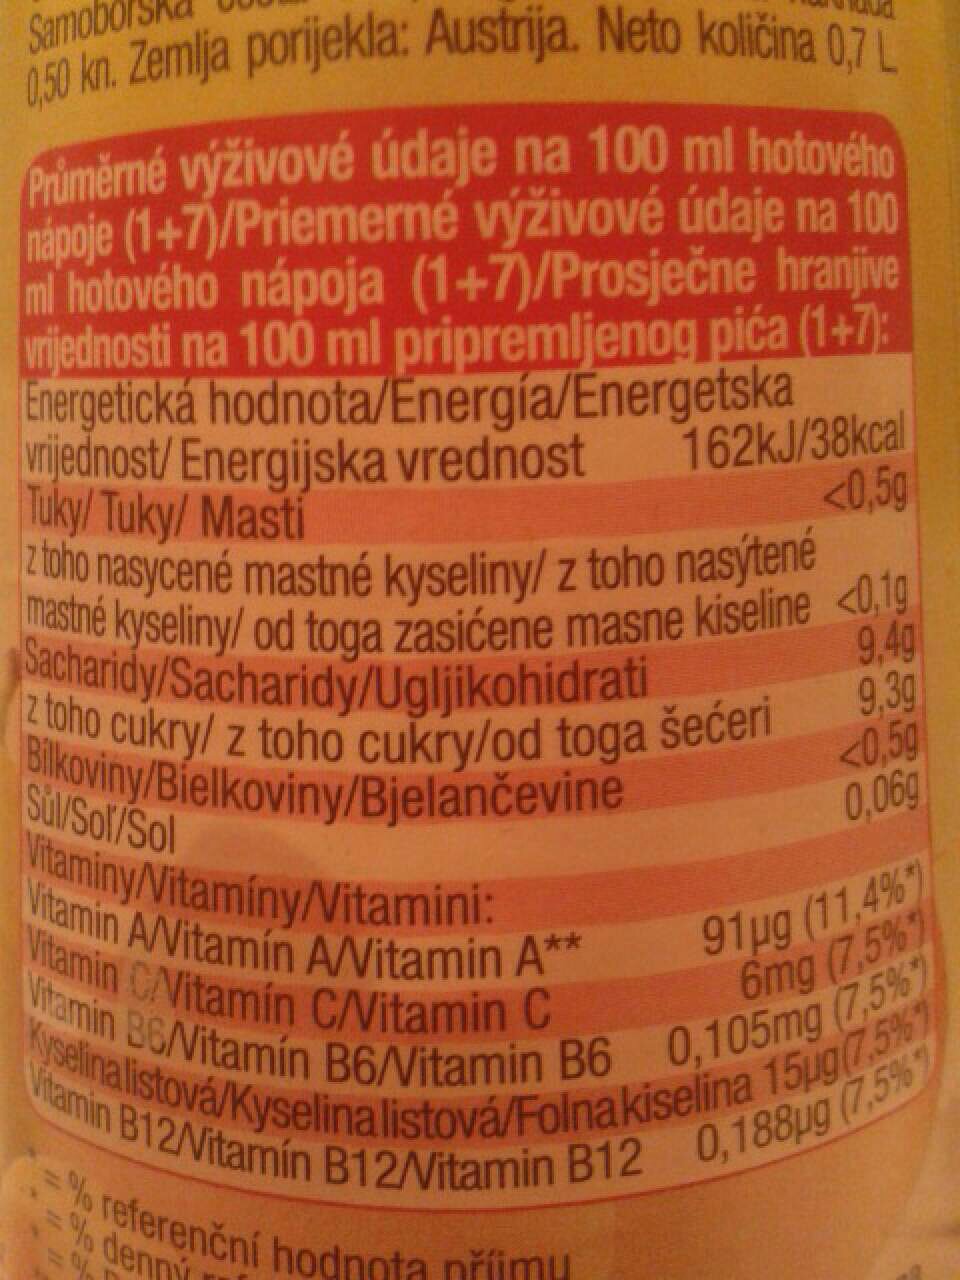 Samoborska
0,50 kn. Zemlja porijekla: Austrija. Neto količina 0,7 L
Průměrné výživové údaje na 100 ml hotového
nápoje (1+7)/Priemerné výživové údaje na 100
ml hotového nápoja (1+7)/Prosječne hranjive
vrijednosti na 100 ml pripremljenog pića (1+7):
Energetická hodnota/Energía/Energetska
vrijednost/ Energijska vrednost 162kJ/38kcal
Tuky/ Tuky/ Masti <0,5g
z toho nasycené mastné kyseliny/ z toho nasýtené
mastné kyseliny/ od toga zasićene masne kiseline <0,1g
Sacharidy/Sacharidy/Ugljikohidrati 9,4g
z toho cukry/ z toho cukry/od toga šećeri 9,3g
Bílkoviny/Bielkoviny/Bjelančevine <0,5g
Sůl/Soľ/Sol 0,06g
Vitaminy/Vitamíny/Vitamini:
Vitamin A/Vitamín A/Vitamin A** 91µg (11,4%*)
Vitamin C/Vitamín C/Vitamin C 6mg (7,5%*)
Vitamin B6/Vitamín B6/Vitamin B6 0,105mg (7,5%*)
Kyselina listová/Kyselina listová/Folna kiselina 15µg(7,5%*)
Vitamin B12/Vitamín B12/Vitamin B12 0,188µg (7,5%*)
* = % referenční hodnota příjmu
* = % denný
* = %